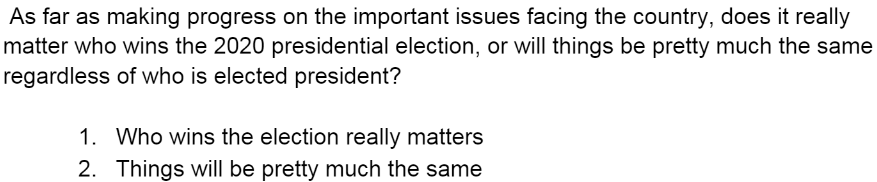 As far as making progress on the important issues facing the country, does it really
matter who wins the 2020 presidential election, or will things be pretty much the same
regardless of who is elected president?
1. Who wins the election really matters
2. Things will be pretty much the same